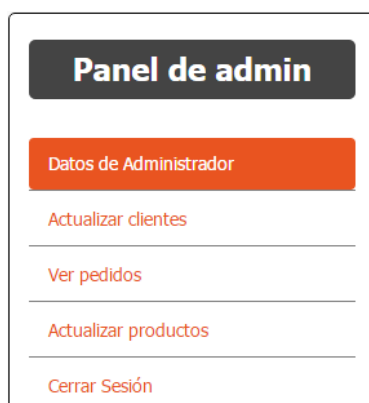 Panel de admin
Datos de Administrador
Actualizar clientes
Ver pedidos
Actualizar productos
Cerrar Sesión